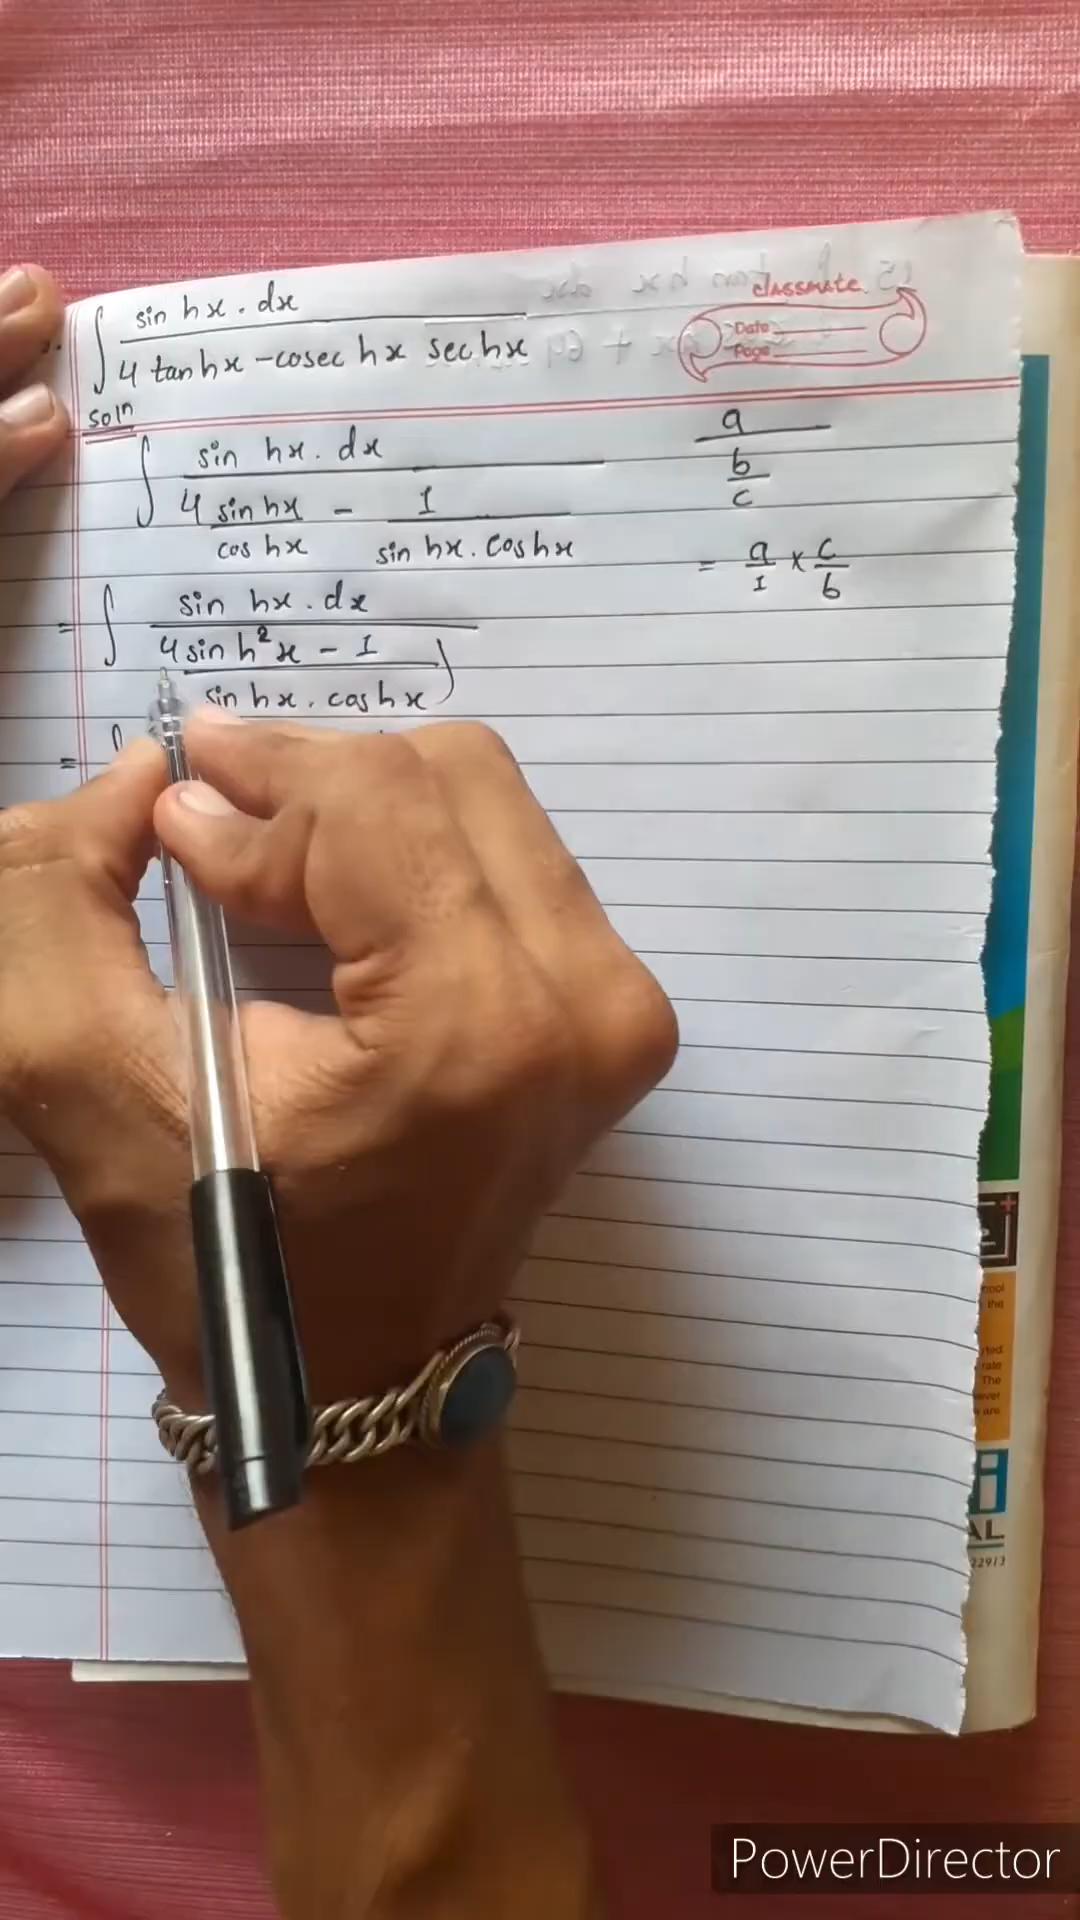 ∫ sin hx . dx / 4 tan hx - cosec hx sec hx
classmate
Date
Page
Soln
∫ sin hx . dx / 4 sin hx / cos hx - 1 / sin hx . cos hx
a / b / c
= a/1 × c/b
= ∫ sin hx . dx / 4 sin h²x - 1 / sin hx . cos hx )
= ∫
AL
PowerDirector